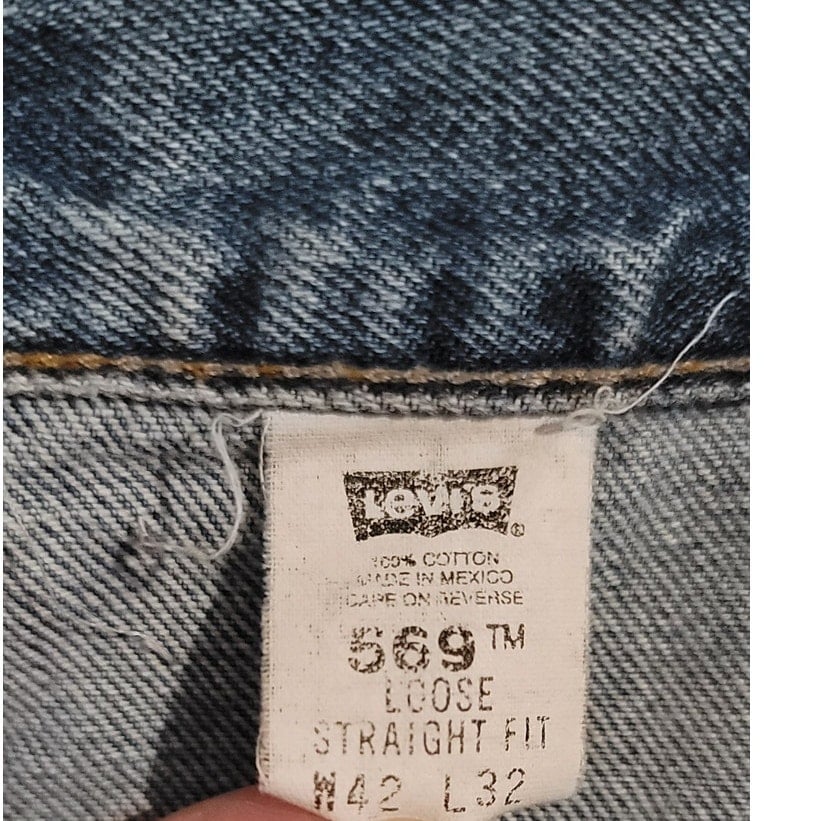 Levi's®
100% COTTON
MADE IN MEXICO
CARE ON REVERSE
569™
LOOSE
STRAIGHT FIT
W42 L32